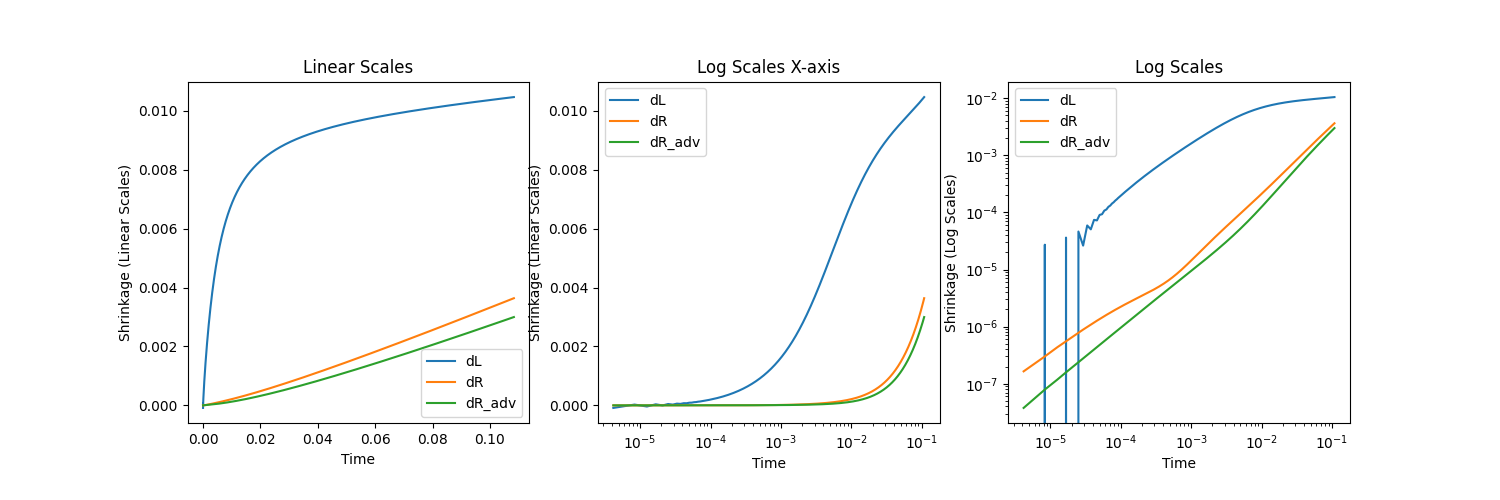 Linear Scales
Shrinkage (Linear Scales)
0.010
0.008
0.006
0.004
0.002
0.000
0.00 0.02 0.04 0.06 0.08 0.10
Time
dL
dR
dR_adv
Log Scales X-axis
Shrinkage (Linear Scales)
0.010
0.008
0.006
0.004
0.002
0.000
10⁻⁵ 10⁻⁴ 10⁻³ 10⁻² 10⁻¹
Time
dL
dR
dR_adv
Log Scales
Shrinkage (Log Scales)
10⁻²
10⁻³
10⁻⁴
10⁻⁵
10⁻⁶
10⁻⁷
10⁻⁵ 10⁻⁴ 10⁻³ 10⁻² 10⁻¹
Time
dL
dR
dR_adv